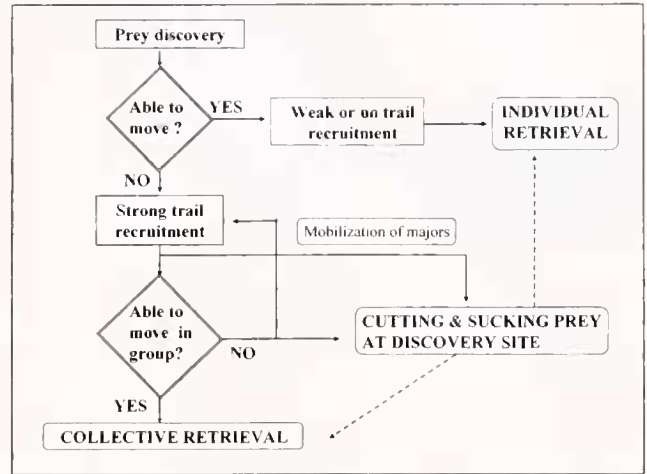 Prey discovery
Able to
move ?
YES
Weak or on trail
recruitment
INDIVIDUAL
RETRIEVAL
NO
Strong trail
recruitment
Mobilization of majors
Able to
move in
group?
NO
CUTTING & SUCKING PREY
AT DISCOVERY SITE
YES
COLLECTIVE RETRIEVAL